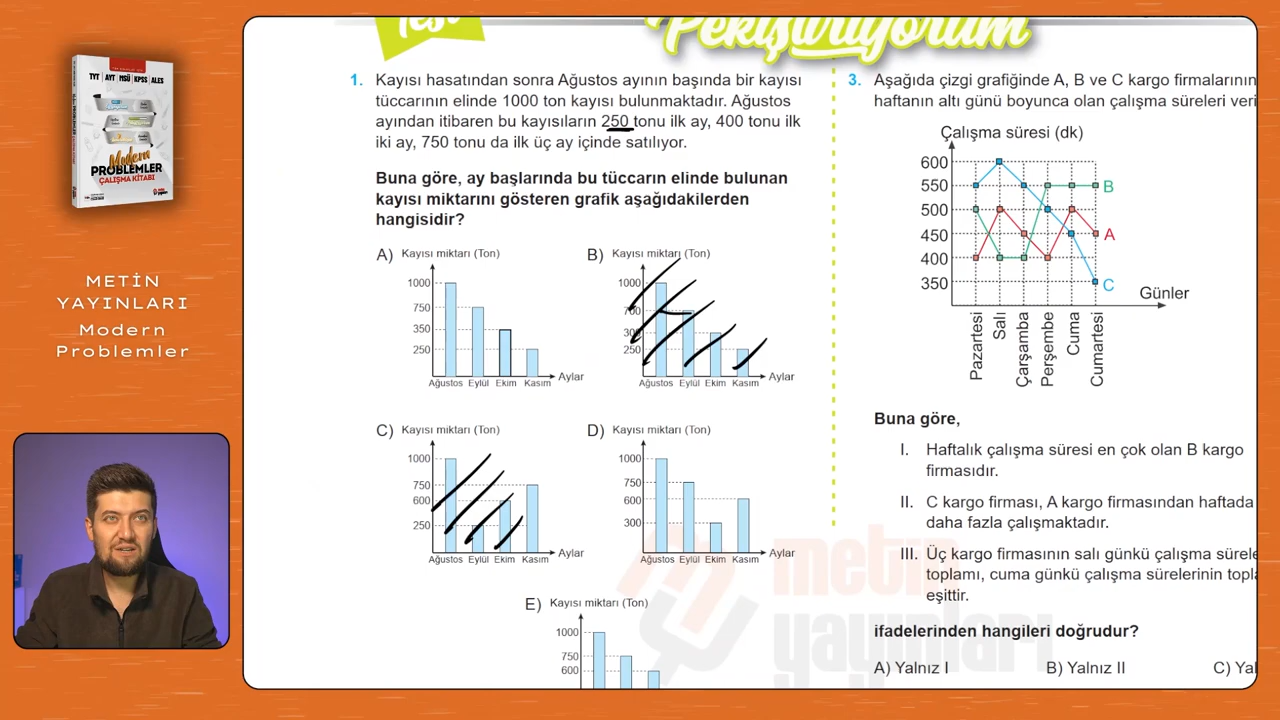 TYT AYT MSÜ KPSS ALES
Modern
PROBLEMLER
ÇALIŞMA KİTABI
METİN
YAYINLARI
Modern
Problemler
Test
Pekiştiriyorum
1. Kayısı hasatından sonra Ağustos ayının başında bir kayısı
tüccarının elinde 1000 ton kayısı bulunmaktadır. Ağustos
ayından itibaren bu kayısıların 250 tonu ilk ay, 400 tonu ilk
iki ay, 750 tonu da ilk üç ay içinde satılıyor.
Buna göre, ay başlarında bu tüccarın elinde bulunan
kayısı miktarını gösteren grafik aşağıdakilerden
hangisidir?
A) Kayısı miktarı (Ton)
1000
750
350
250
Ağustos Eylül Ekim Kasım Aylar
B) Kayısı miktarı (Ton)
1000
250
Ağustos Eylül Ekim Kasım Aylar
C) Kayısı miktarı (Ton)
1000
750
600
250
Ağustos Eylül Ekim Kasım Aylar
D) Kayısı miktarı (Ton)
1000
750
600
300
Ağustos Eylül Ekim Kasım Aylar
E) Kayısı miktarı (Ton)
1000
750
600
3. Aşağıda çizgi grafiğinde A, B ve C kargo firmalarının
haftanın altı günü boyunca olan çalışma süreleri veri
Çalışma süresi (dk)
600
550
500
450
400
350
B
A
C
Günler
Pazartesi
Salı
Çarşamba
Perşembe
Cuma
Cumartesi
Buna göre,
I. Haftalık çalışma süresi en çok olan B kargo
firmasıdır.
II. C kargo firması, A kargo firmasından haftada
daha fazla çalışmaktadır.
III. Üç kargo firmasının salı günkü çalışma sürele
toplamı, cuma günkü çalışma sürelerinin topla
eşittir.
ifadelerinden hangileri doğrudur?
A) Yalnız I B) Yalnız II C) Yal
metin
yayınları